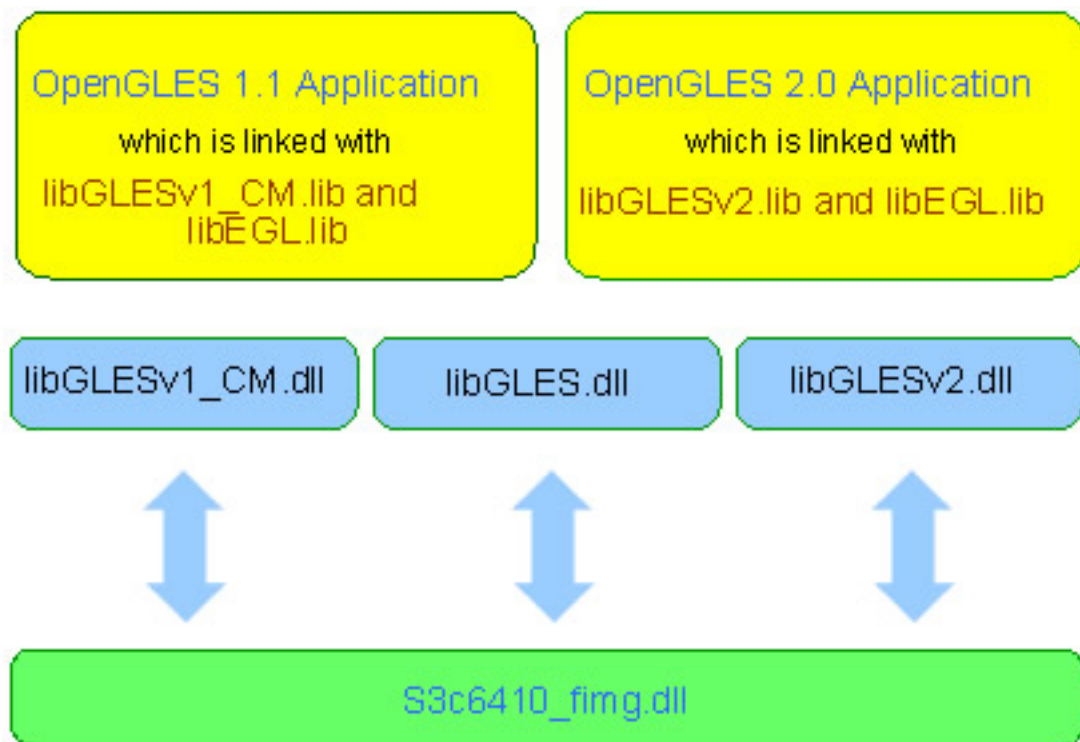 OpenGLES 1.1 Application
which is linked with
libGLESv1_CM.lib and
libEGL.lib
OpenGLES 2.0 Application
which is linked with
libGLESv2.lib and libEGL.lib
libGLESv1_CM.dll
libGLES.dll
libGLESv2.dll
S3c6410_fimg.dll